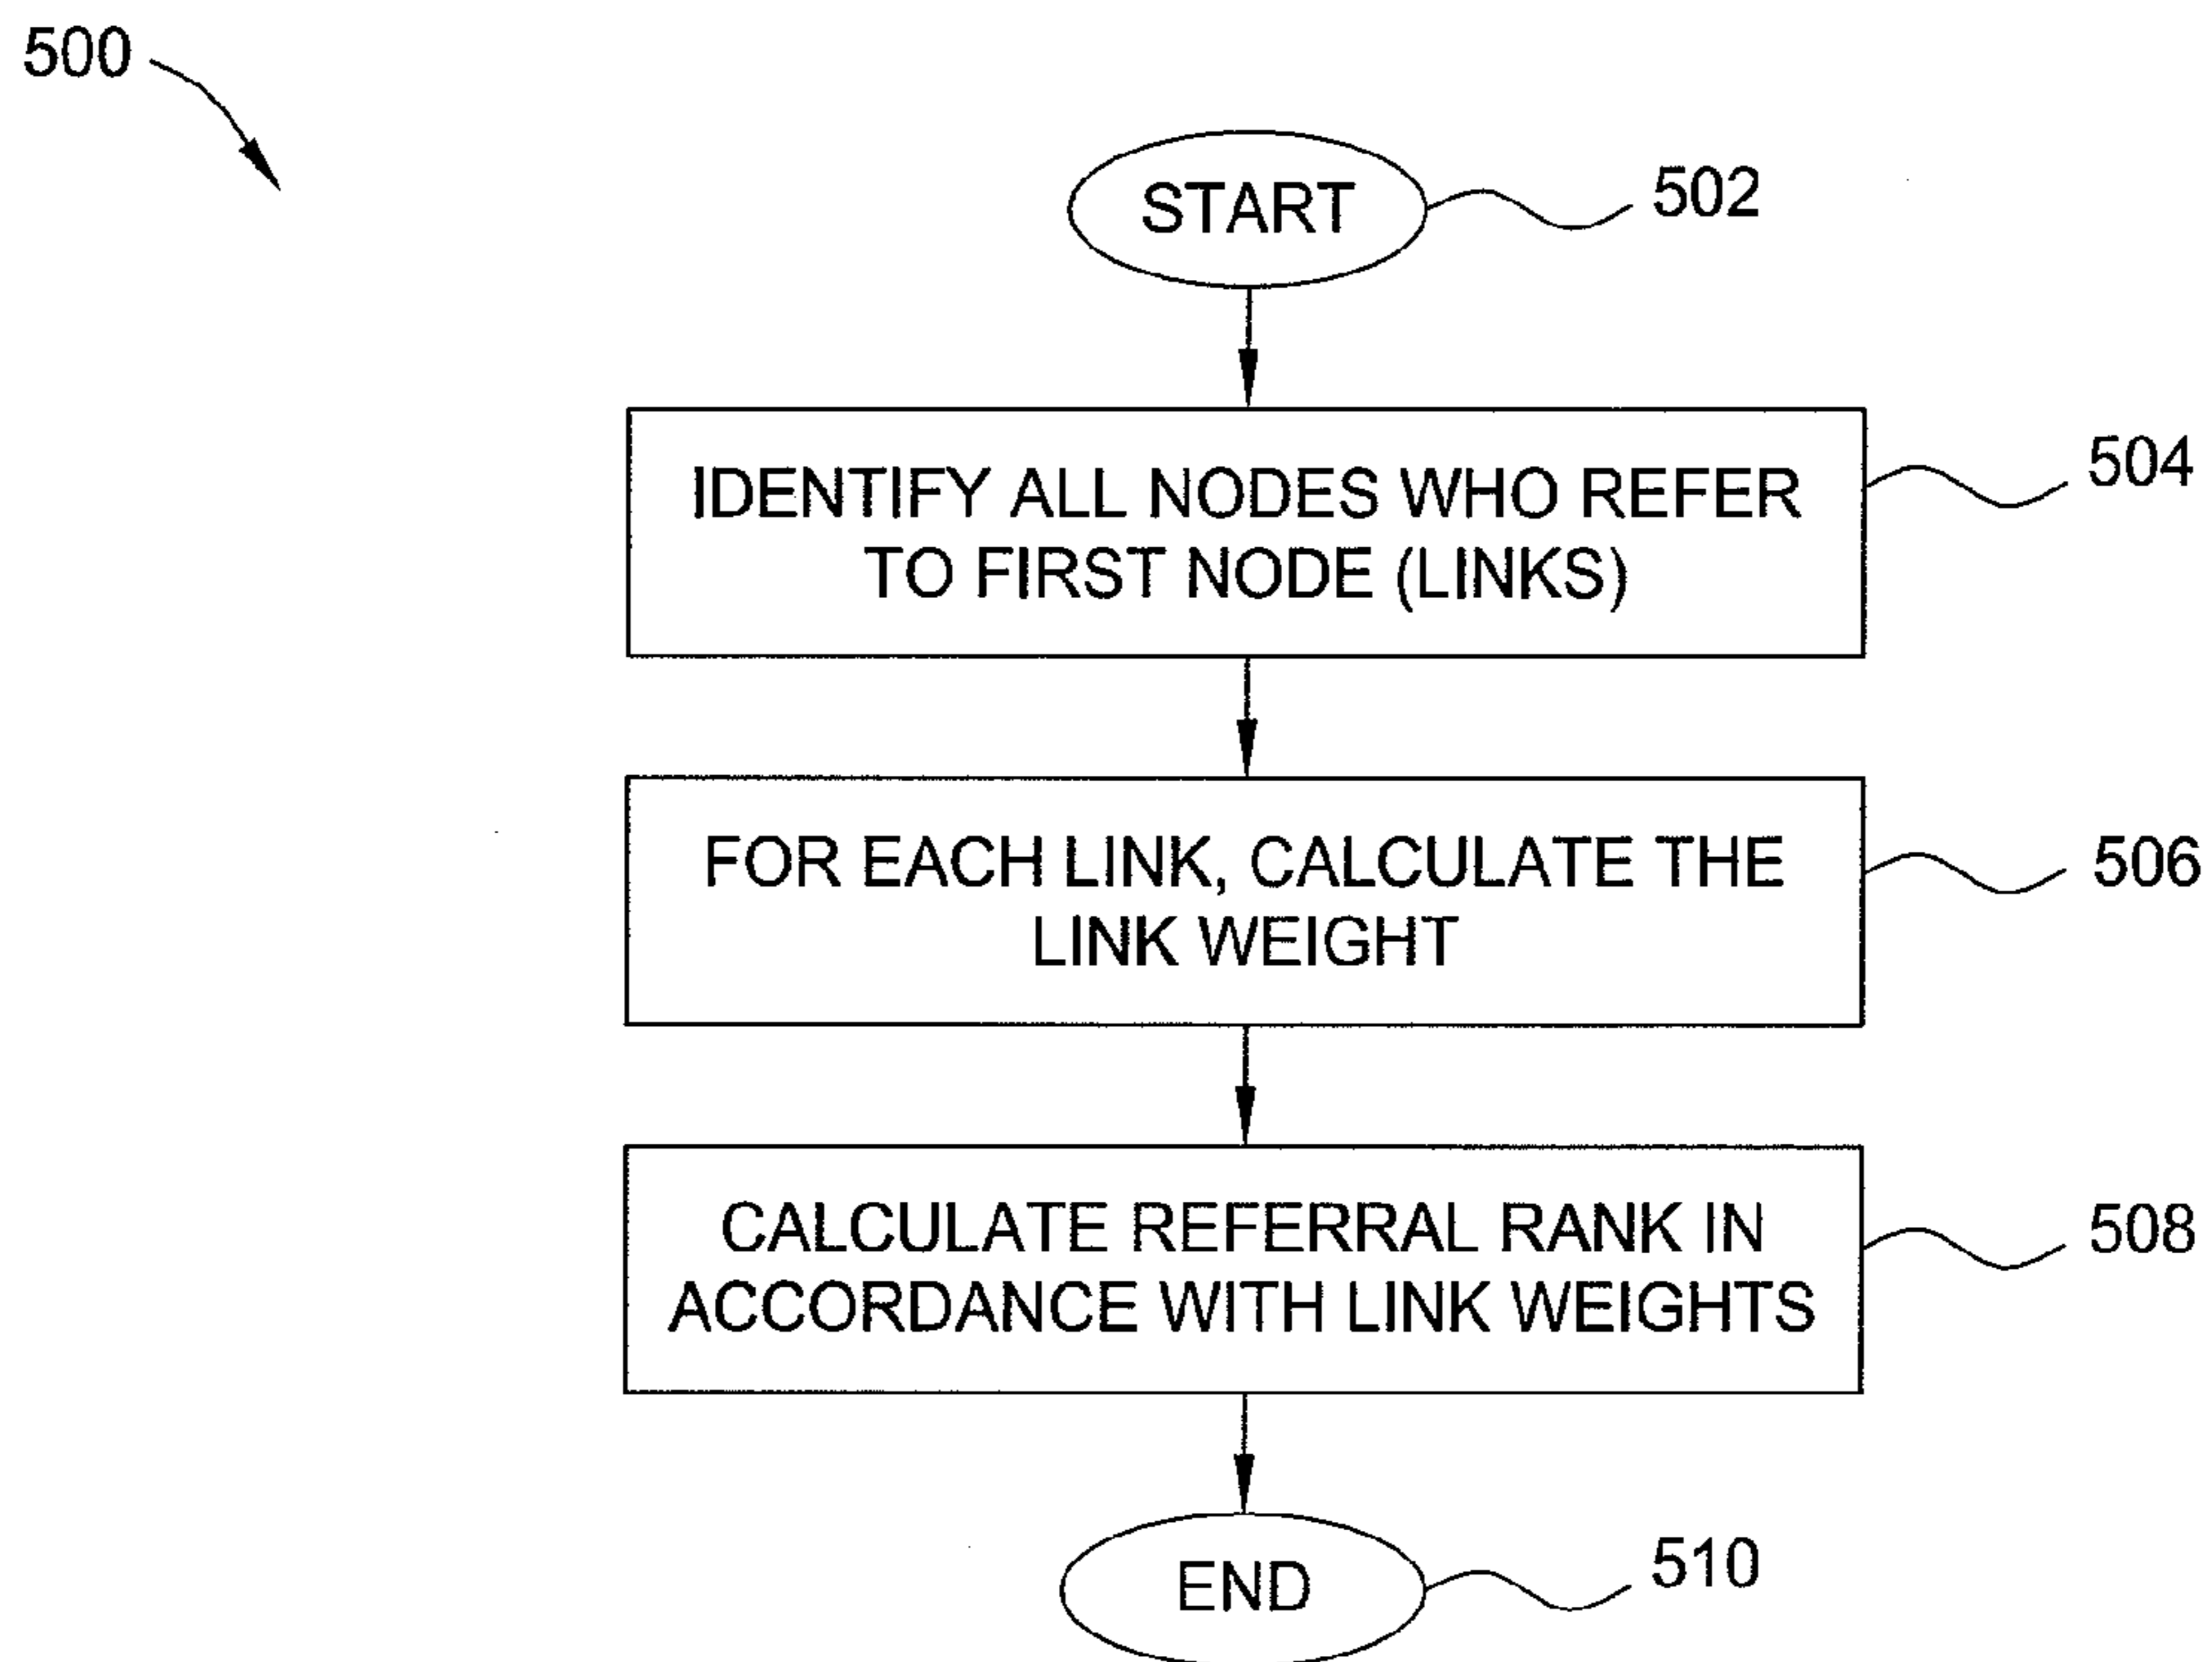 500
START
502
IDENTIFY ALL NODES WHO REFER
TO FIRST NODE (LINKS)
504
FOR EACH LINK, CALCULATE THE
LINK WEIGHT
506
CALCULATE REFERRAL RANK IN
ACCORDANCE WITH LINK WEIGHTS
508
END
510